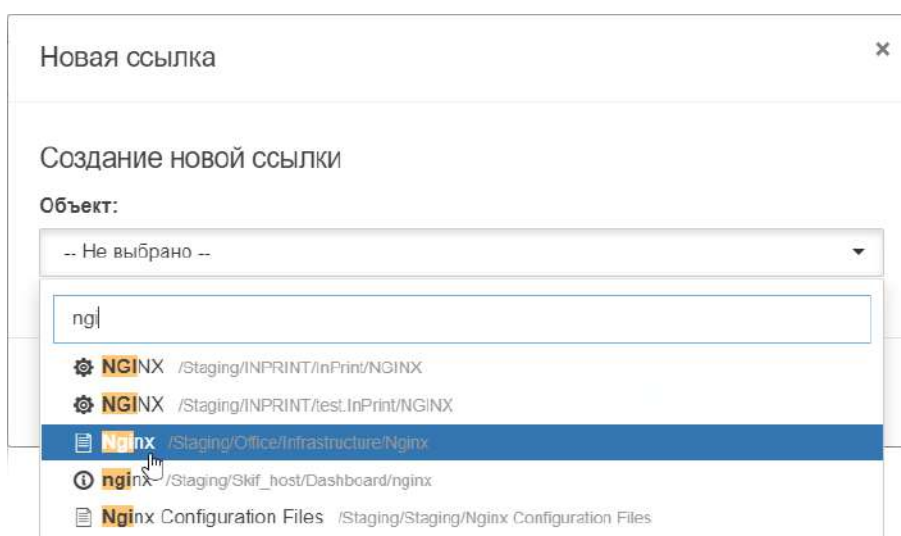 Новая ссылка ×
Создание новой ссылки
Объект:
-- Не выбрано --
ngi
NGINX /Staging/INPRINT/InPrint/NGINX
NGINX /Staging/INPRINT/test.InPrint/NGINX
Nginx /Staging/Office/Infrastructure/Nginx
nginx /Staging/Skif_host/Dashboard/nginx
Nginx Configuration Files /Staging/Staging/Nginx Configuration Files